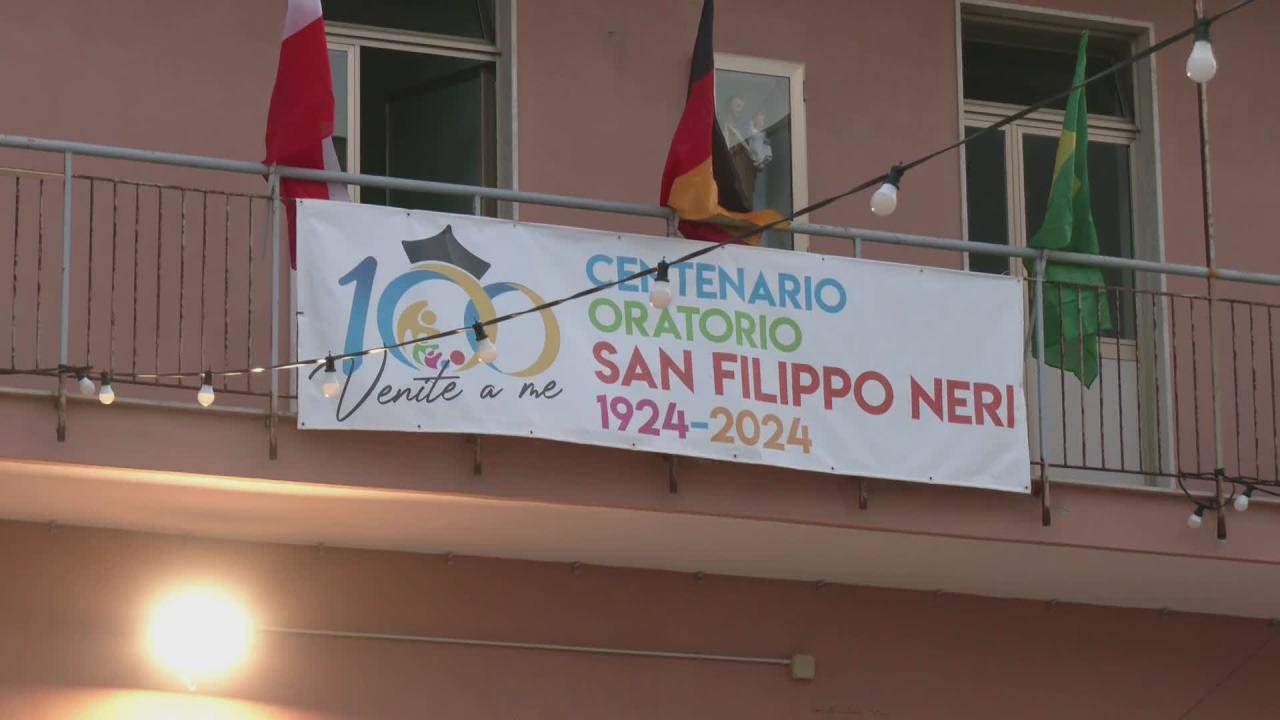 100
Venite a me
CENTENARIO
ORATORIO
SAN FILIPPO NERI
1924-2024